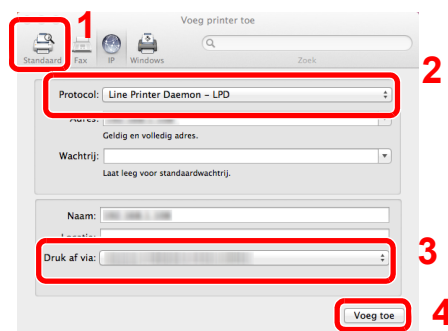 Voeg printer toe
1
Standaard Fax IP Windows Zoek
2
Protocol: Line Printer Daemon – LPD
Adres:
Geldig en volledig adres.
Wachtrij:
Laat leeg voor standaardwachtrij.
Naam:
Locatie:
3
Druk af via:
Voeg toe
4